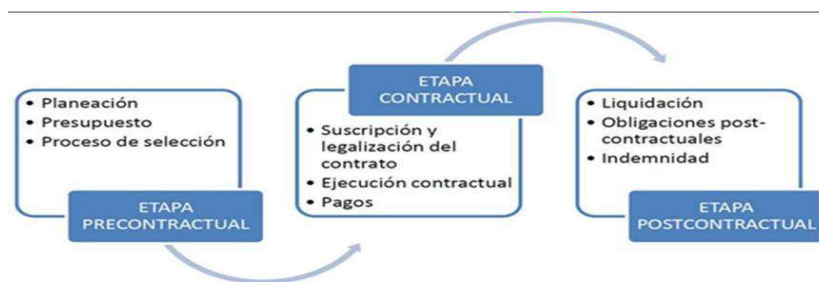 • Planeación
• Presupuesto
• Proceso de selección
ETAPA
PRECONTRACTUAL
ETAPA
CONTRACTUAL
• Suscripción y
legalización del
contrato
• Ejecución contractual
• Pagos
• Liquidación
• Obligaciones post-
contractuales
• Indemnidad
ETAPA
POSTCONTRACTUAL